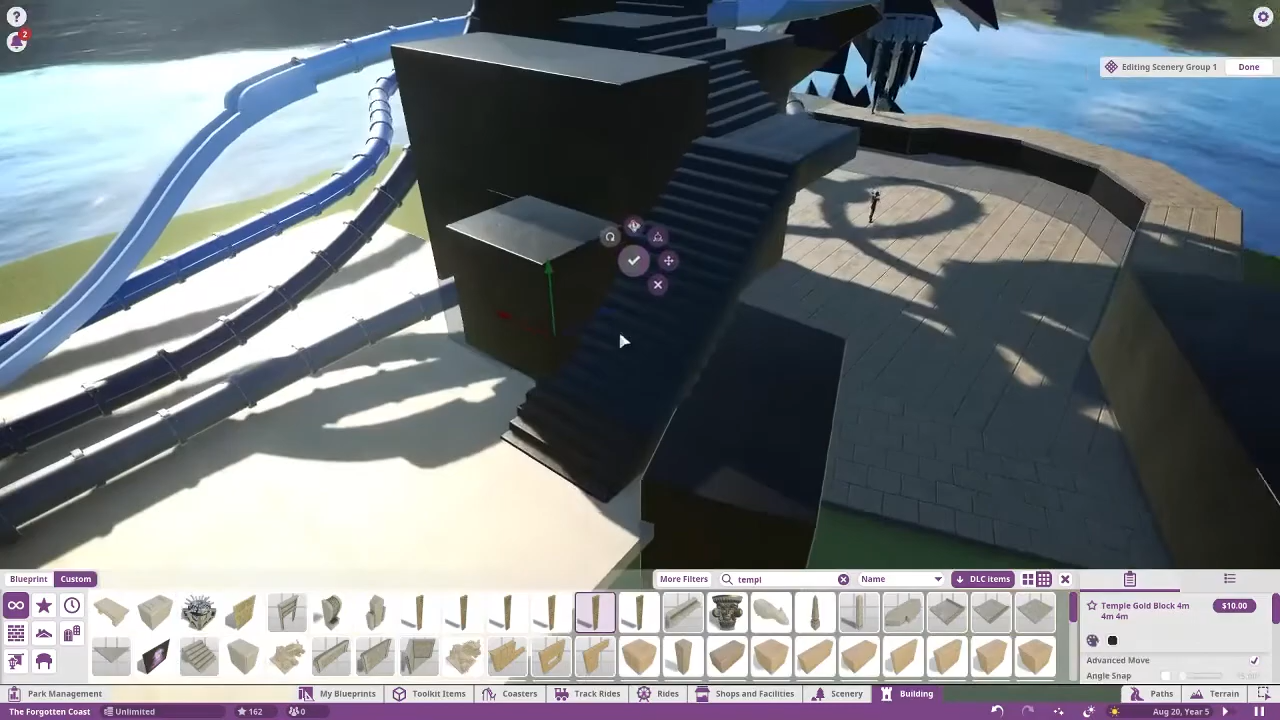 ?
2
Editing Scenery Group 1 Done
Blueprint Custom
More Filters templ Name DLC items
Temple Gold Block 4m
4m
$10.00
Advanced Move
Angle Snap
Park Management My Blueprints Toolkit Items Coasters Track Rides Rides Shops and Facilities Scenery Building Paths Terrain
The Forgotten Coast Unlimited 162 0 Aug 20, Year 5